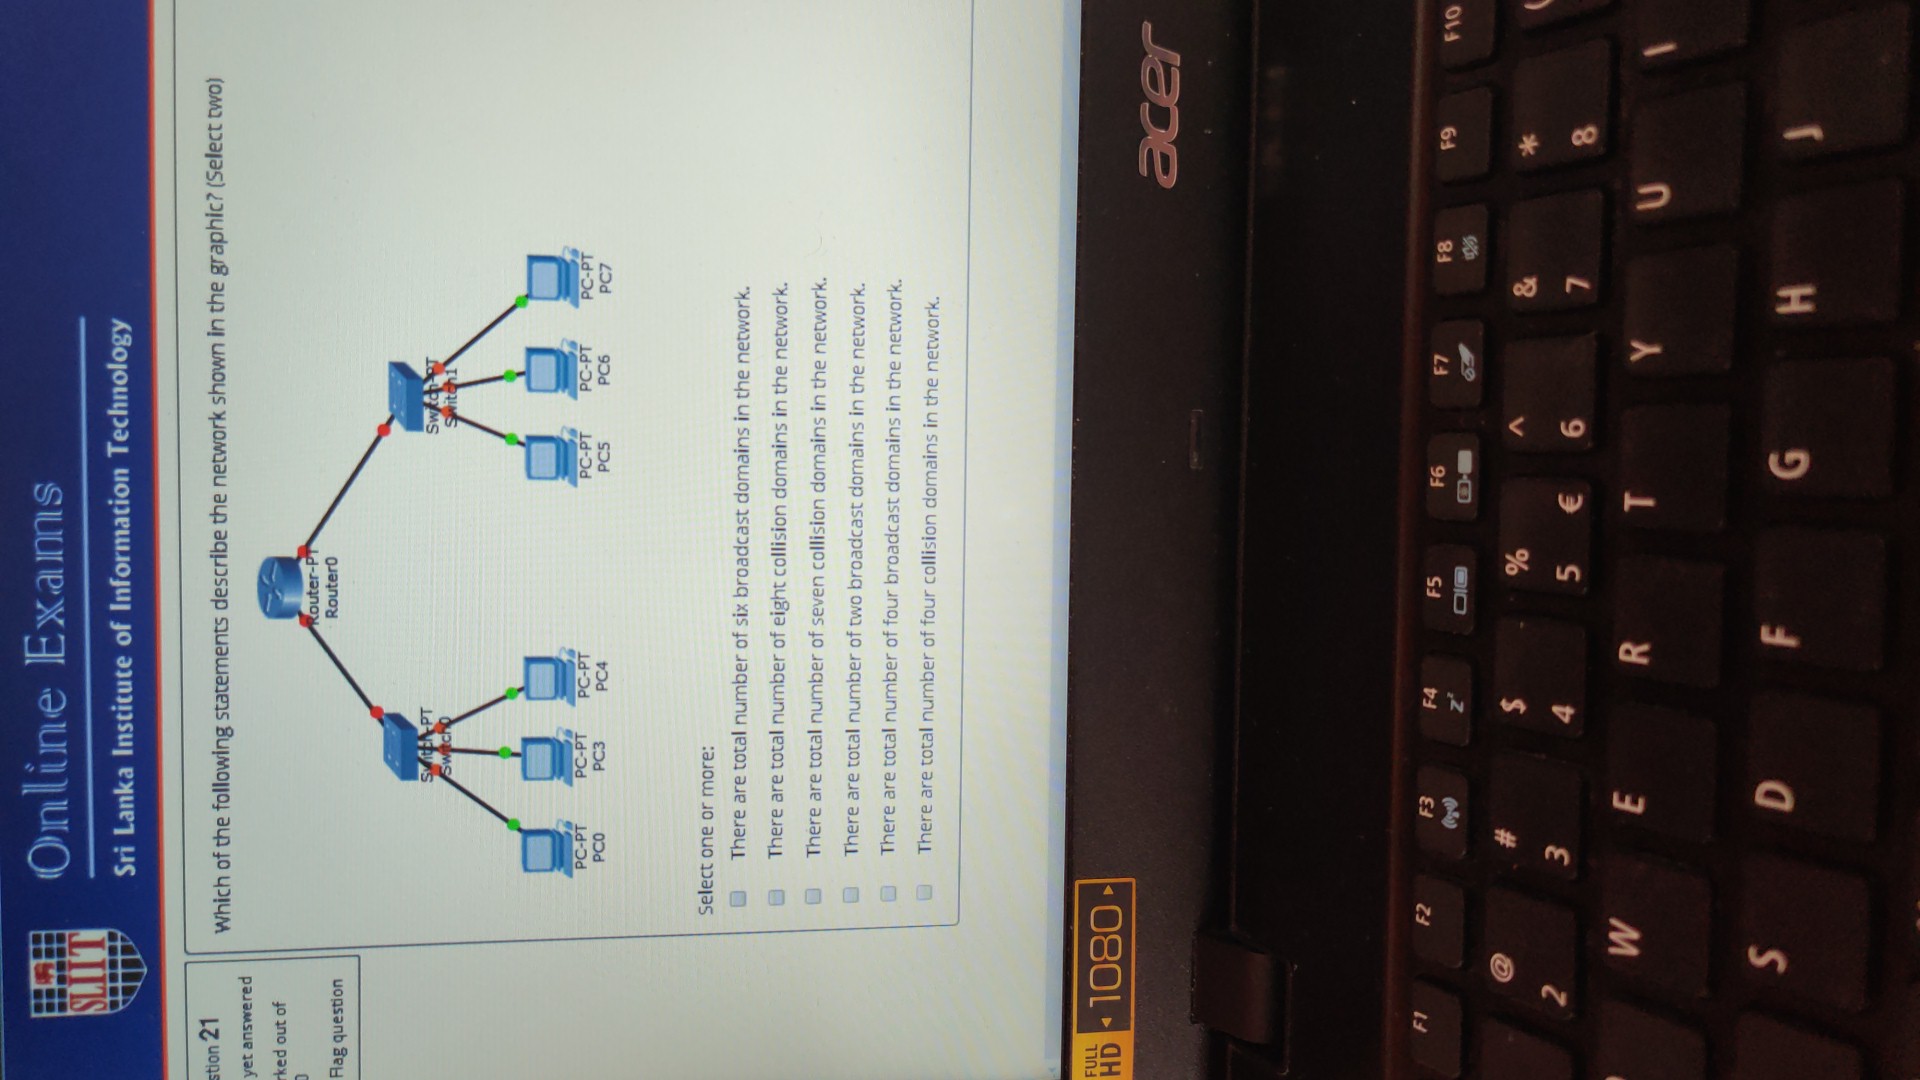 SLIIT
Online Exams
Sri Lanka Institute of Information Technology
stion 21
yet answered
rked out of
0
Flag question
Which of the following statements describe the network shown in the graphic? (Select two)
Router-PT
Router0
Switch-PT
Switch0
Switch-PT
Switch1
PC-PT
PC0
PC-PT
PC3
PC-PT
PC4
PC-PT
PC5
PC-PT
PC6
PC-PT
PC7
Select one or more:
There are total number of six broadcast domains in the network.
There are total number of eight collision domains in the network.
There are total number of seven collision domains in the network.
There are total number of two broadcast domains in the network.
There are total number of four broadcast domains in the network.
There are total number of four collision domains in the network.
FULL
HD
1080
acer
F1 F2 F3 F4 F5 F6 F7 F8 F9 F10
Zz
@ # $ % ^ & * (
2 3 4 5 € 6 7 8
W E R T Y U I
S D F G H J